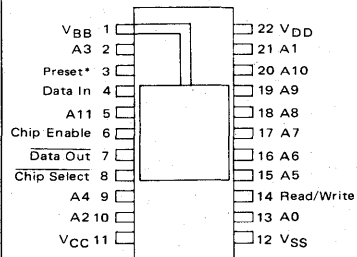 VBB 1
A3 2
Preset* 3
Data In 4
A11 5
Chip Enable 6
Data Out 7
Chip Select 8
A4 9
A2 10
VCC 11
22 VDD
21 A1
20 A10
19 A9
18 A8
17 A7
16 A6
15 A5
14 Read/Write
13 A0
12 VSS